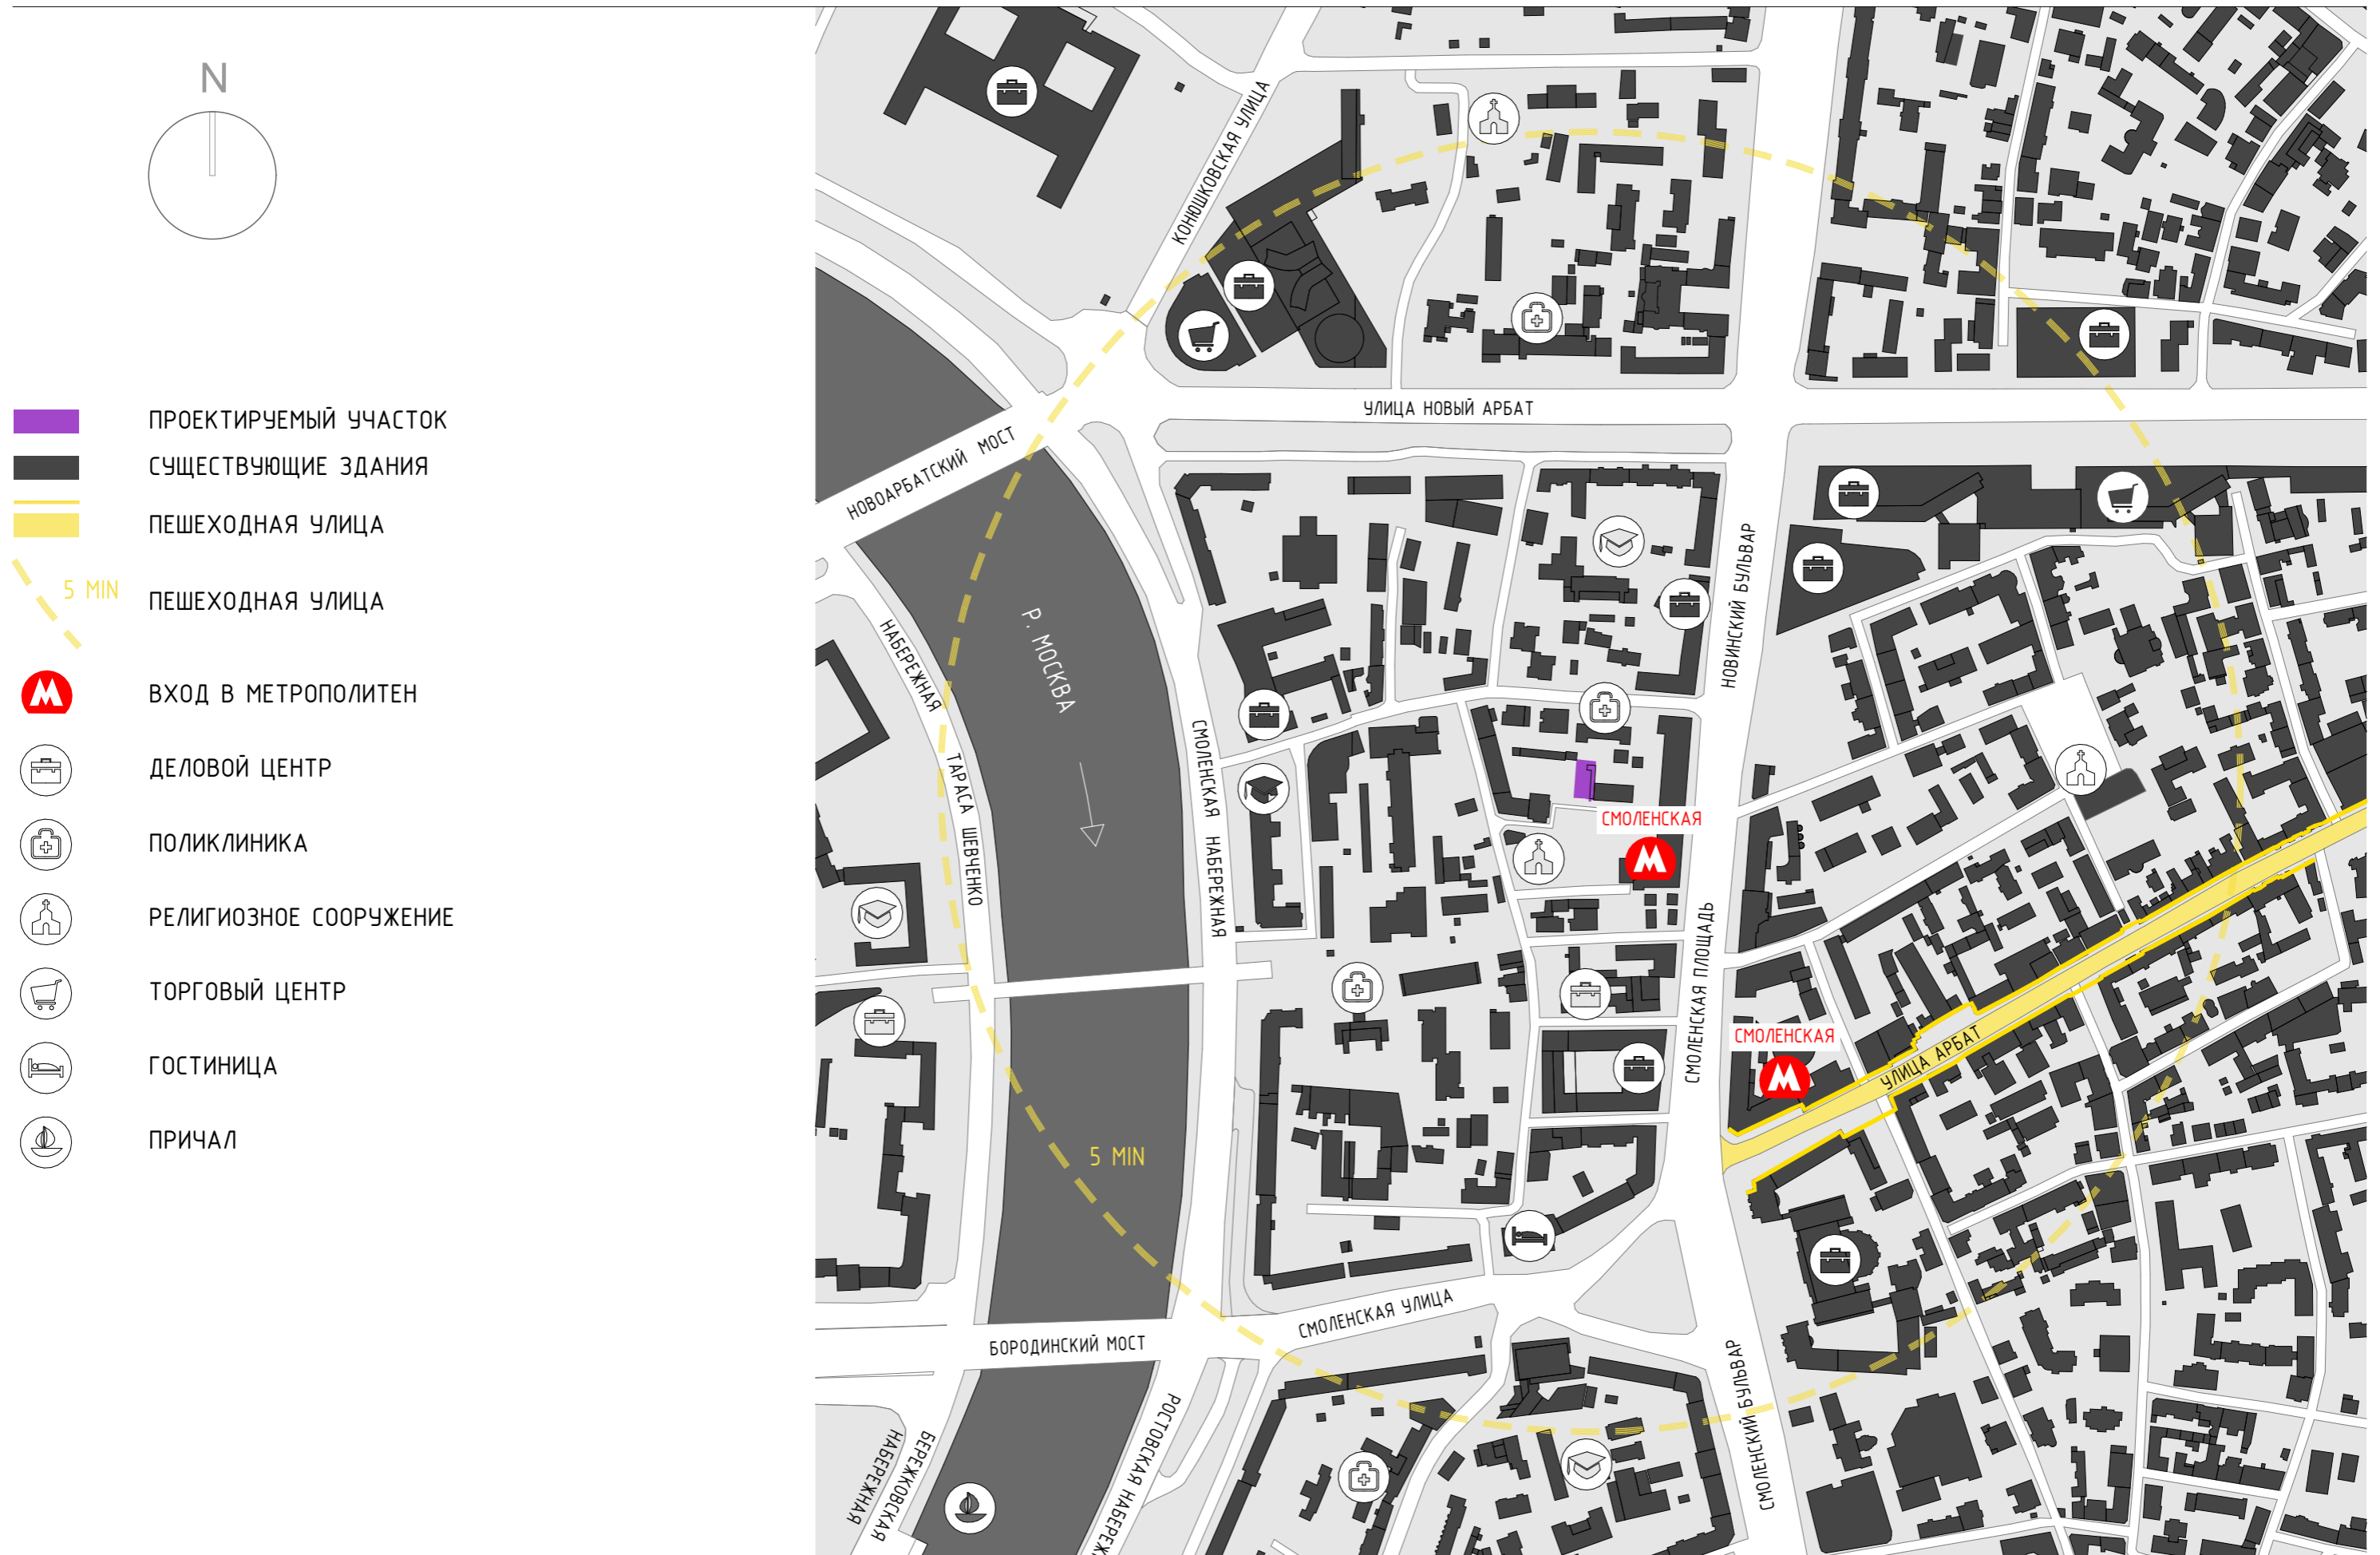 N
ПРОЕКТИРУЕМЫЙ УЧАСТОК
СУЩЕСТВУЮЩИЕ ЗДАНИЯ
ПЕШЕХОДНАЯ УЛИЦА
5 MIN
ПЕШЕХОДНАЯ УЛИЦА
ВХОД В МЕТРОПОЛИТЕН
ДЕЛОВОЙ ЦЕНТР
ПОЛИКЛИНИКА
РЕЛИГИОЗНОЕ СООРУЖЕНИЕ
ТОРГОВЫЙ ЦЕНТР
ГОСТИНИЦА
ПРИЧАЛ
КОНЮШКОВСКАЯ УЛИЦА
УЛИЦА НОВЫЙ АРБАТ
НОВОАРБАТСКИЙ МОСТ
НОВИНСКИЙ БУЛЬВАР
Р. МОСКВА
НАБЕРЕЖНАЯ ТАРАСА ШЕВЧЕНКО
СМОЛЕНСКАЯ НАБЕРЕЖНАЯ
СМОЛЕНСКАЯ
СМОЛЕНСКАЯ ПЛОЩАДЬ
СМОЛЕНСКАЯ
УЛИЦА АРБАТ
5 MIN
СМОЛЕНСКАЯ УЛИЦА
БОРОДИНСКИЙ МОСТ
СМОЛЕНСКИЙ БУЛЬВАР
РОСТОВСКАЯ НАБЕРЕЖ
БЕРЕЖКОВСКАЯ
НАБЕРЕЖНАЯ